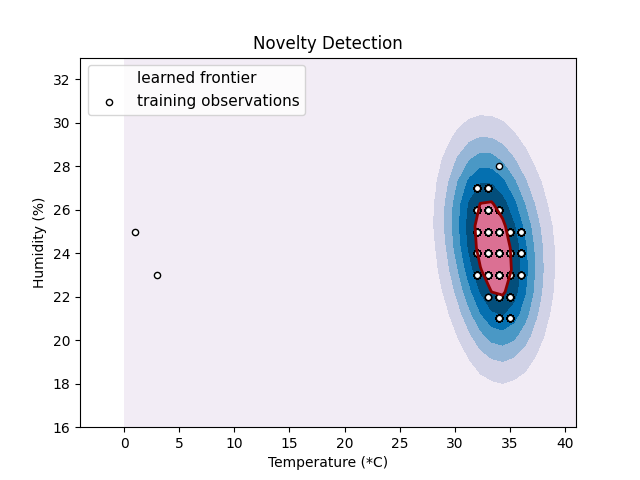 Novelty Detection
learned frontier
training observations
Humidity (%)
32
30
28
26
24
22
20
18
16
0 5 10 15 20 25 30 35 40
Temperature (*C)